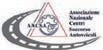 ANCSA
Associazione
Nazionale
Centri
Soccorso
Autoveicoli